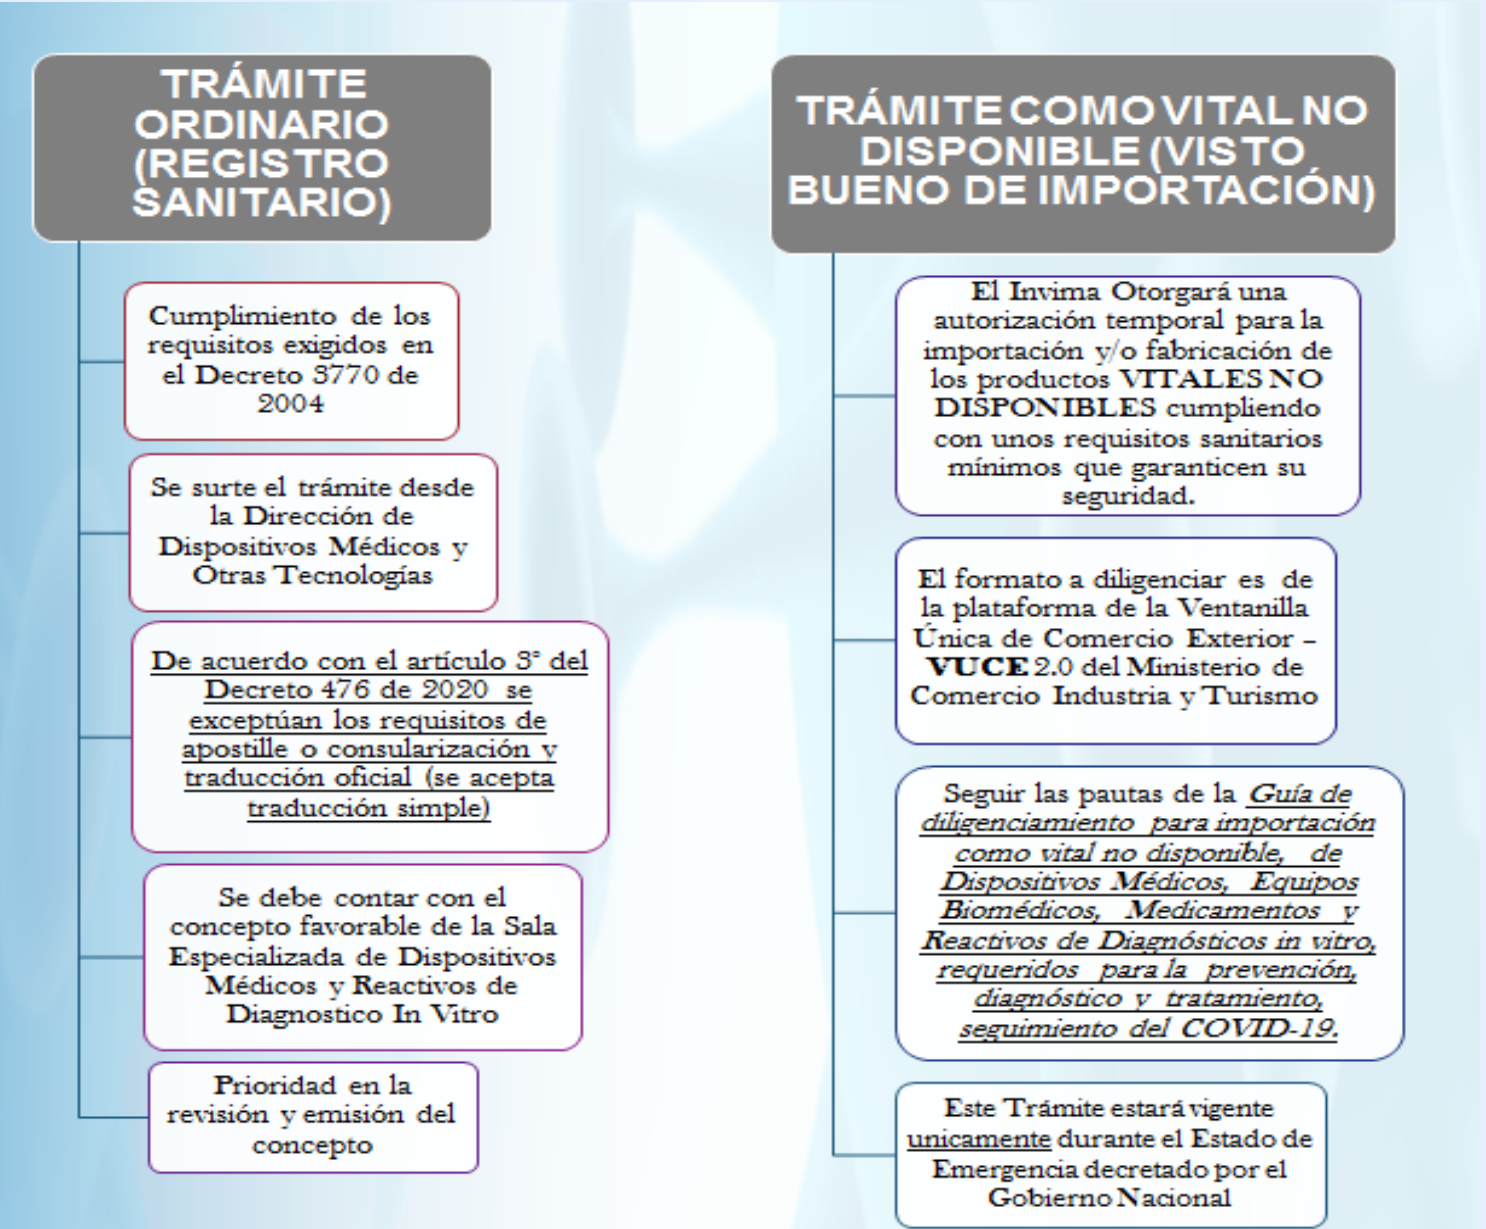 TRÁMITE
ORDINARIO
(REGISTRO
SANITARIO)
Cumplimiento de los
requisitos exigidos en
el Decreto 3770 de
2004
Se surte el trámite desde
la Dirección de
Dispositivos Médicos y
Otras Tecnologías
De acuerdo con el artículo 3° del
Decreto 476 de 2020 se
exceptúan los requisitos de
apostille o consularización y
traducción oficial (se acepta
traducción simple)
Se debe contar con el
concepto favorable de la Sala
Especializada de Dispositivos
Médicos y Reactivos de
Diagnostico In Vitro
Prioridad en la
revisión y emisión del
concepto
TRÁMITE COMO VITAL NO
DISPONIBLE (VISTO
BUENO DE IMPORTACIÓN)
El Invima Otorgará una
autorización temporal para la
importación y/o fabricación de
los productos VITALES NO
DISPONIBLES cumpliendo
con unos requisitos sanitarios
mínimos que garanticen su
seguridad.
El formato a diligenciar es de
la plataforma de la Ventanilla
Única de Comercio Exterior –
VUCE 2.0 del Ministerio de
Comercio Industria y Turismo
Seguir las pautas de la Guía de
diligenciamiento para importación
como vital no disponible, de
Dispositivos Médicos, Equipos
Biomédicos, Medicamentos y
Reactivos de Diagnósticos in vitro,
requeridos para la prevención,
diagnóstico y tratamiento,
seguimiento del COVID-19.
Este Trámite estará vigente
unicamente durante el Estado de
Emergencia decretado por el
Gobierno Nacional